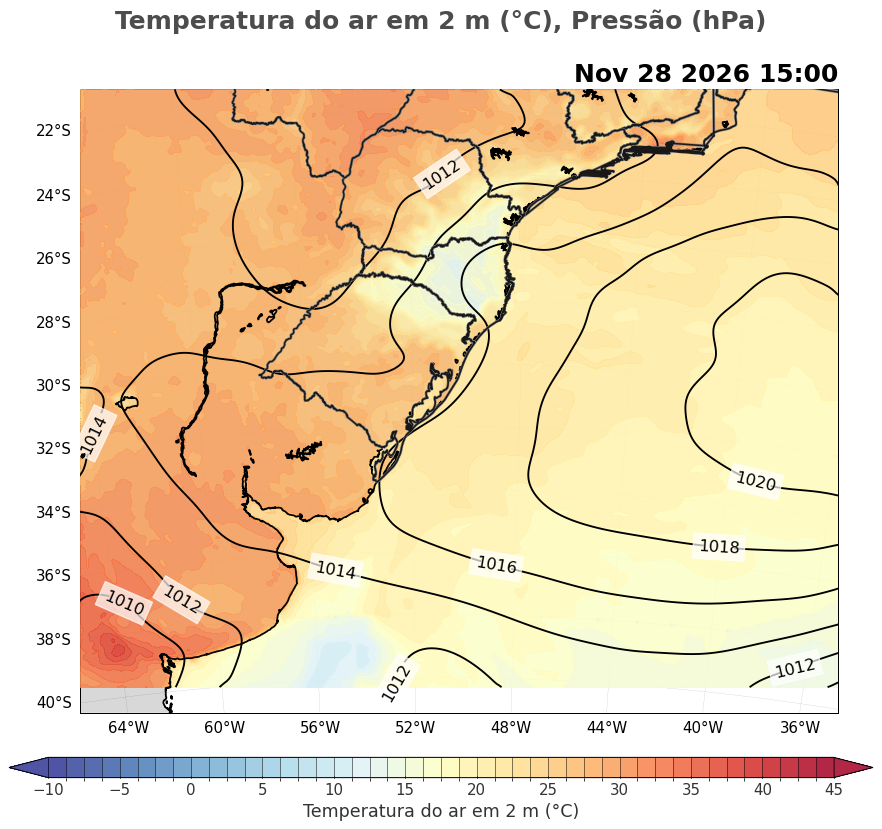 Temperatura do ar em 2 m (°C), Pressão (hPa)
Nov 28 2026 15:00
22°S
24°S
26°S
28°S
30°S
32°S
34°S
36°S
38°S
40°S
1012
1014
1020
1018
1016
1014
1012
1010
1012
1012
64°W 60°W 56°W 52°W 48°W 44°W 40°W 36°W
−10 −5 0 5 10 15 20 25 30 35 40 45
Temperatura do ar em 2 m (°C)